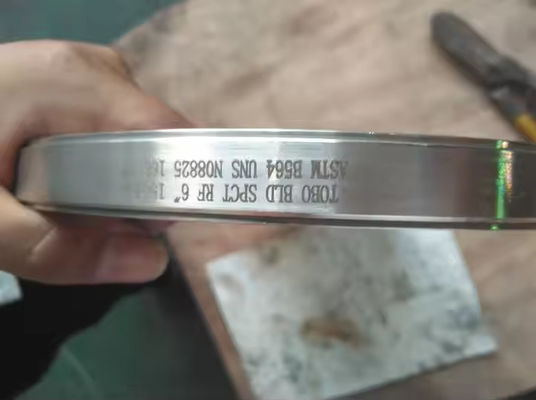 TOBO BLD SPCT RF 6"
ASTM B564 UNS N08825